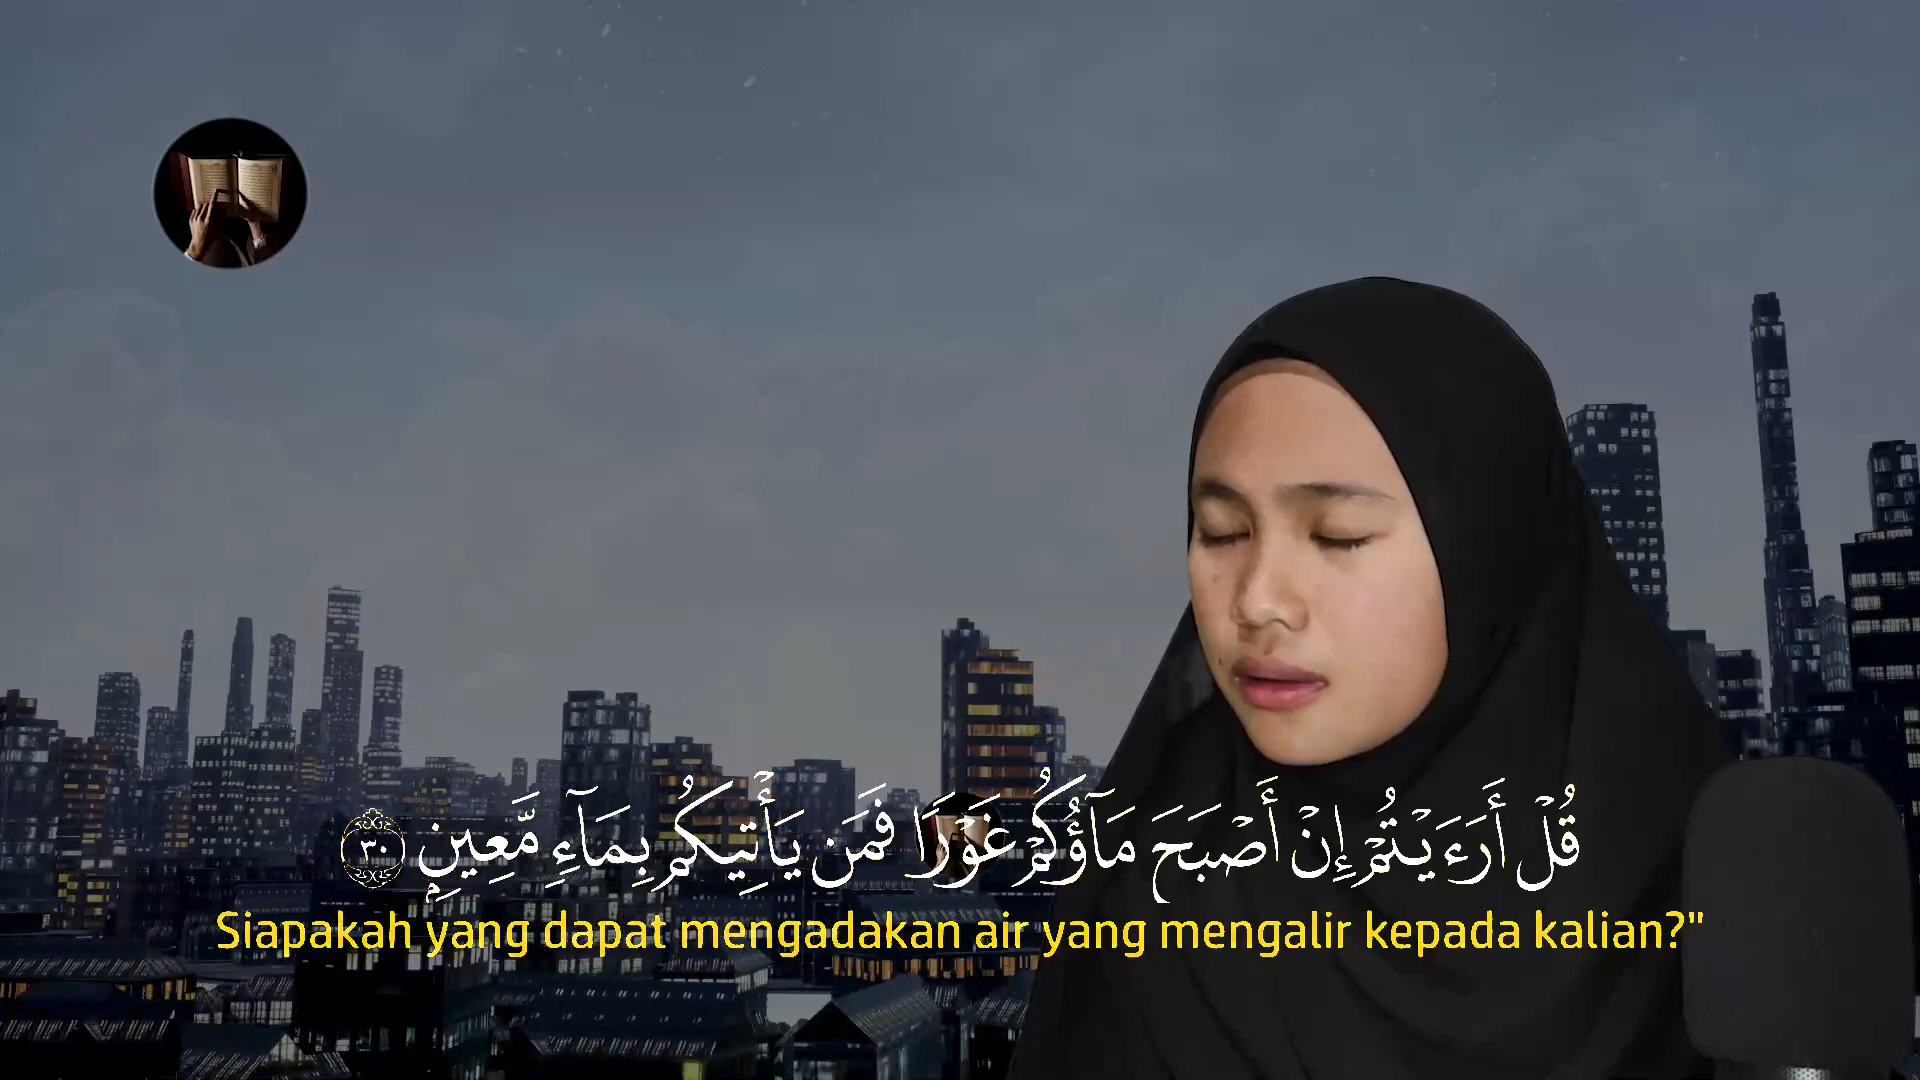 قُلْ أَرَءَيْتُمْ إِنْ أَصْبَحَ مَآؤُكُمْ غَوْرًا فَمَن يَأْتِيكُم بِمَآءٍ مَّعِينٍۭ ٣٠
Siapakah yang dapat mengadakan air yang mengalir kepada kalian?"